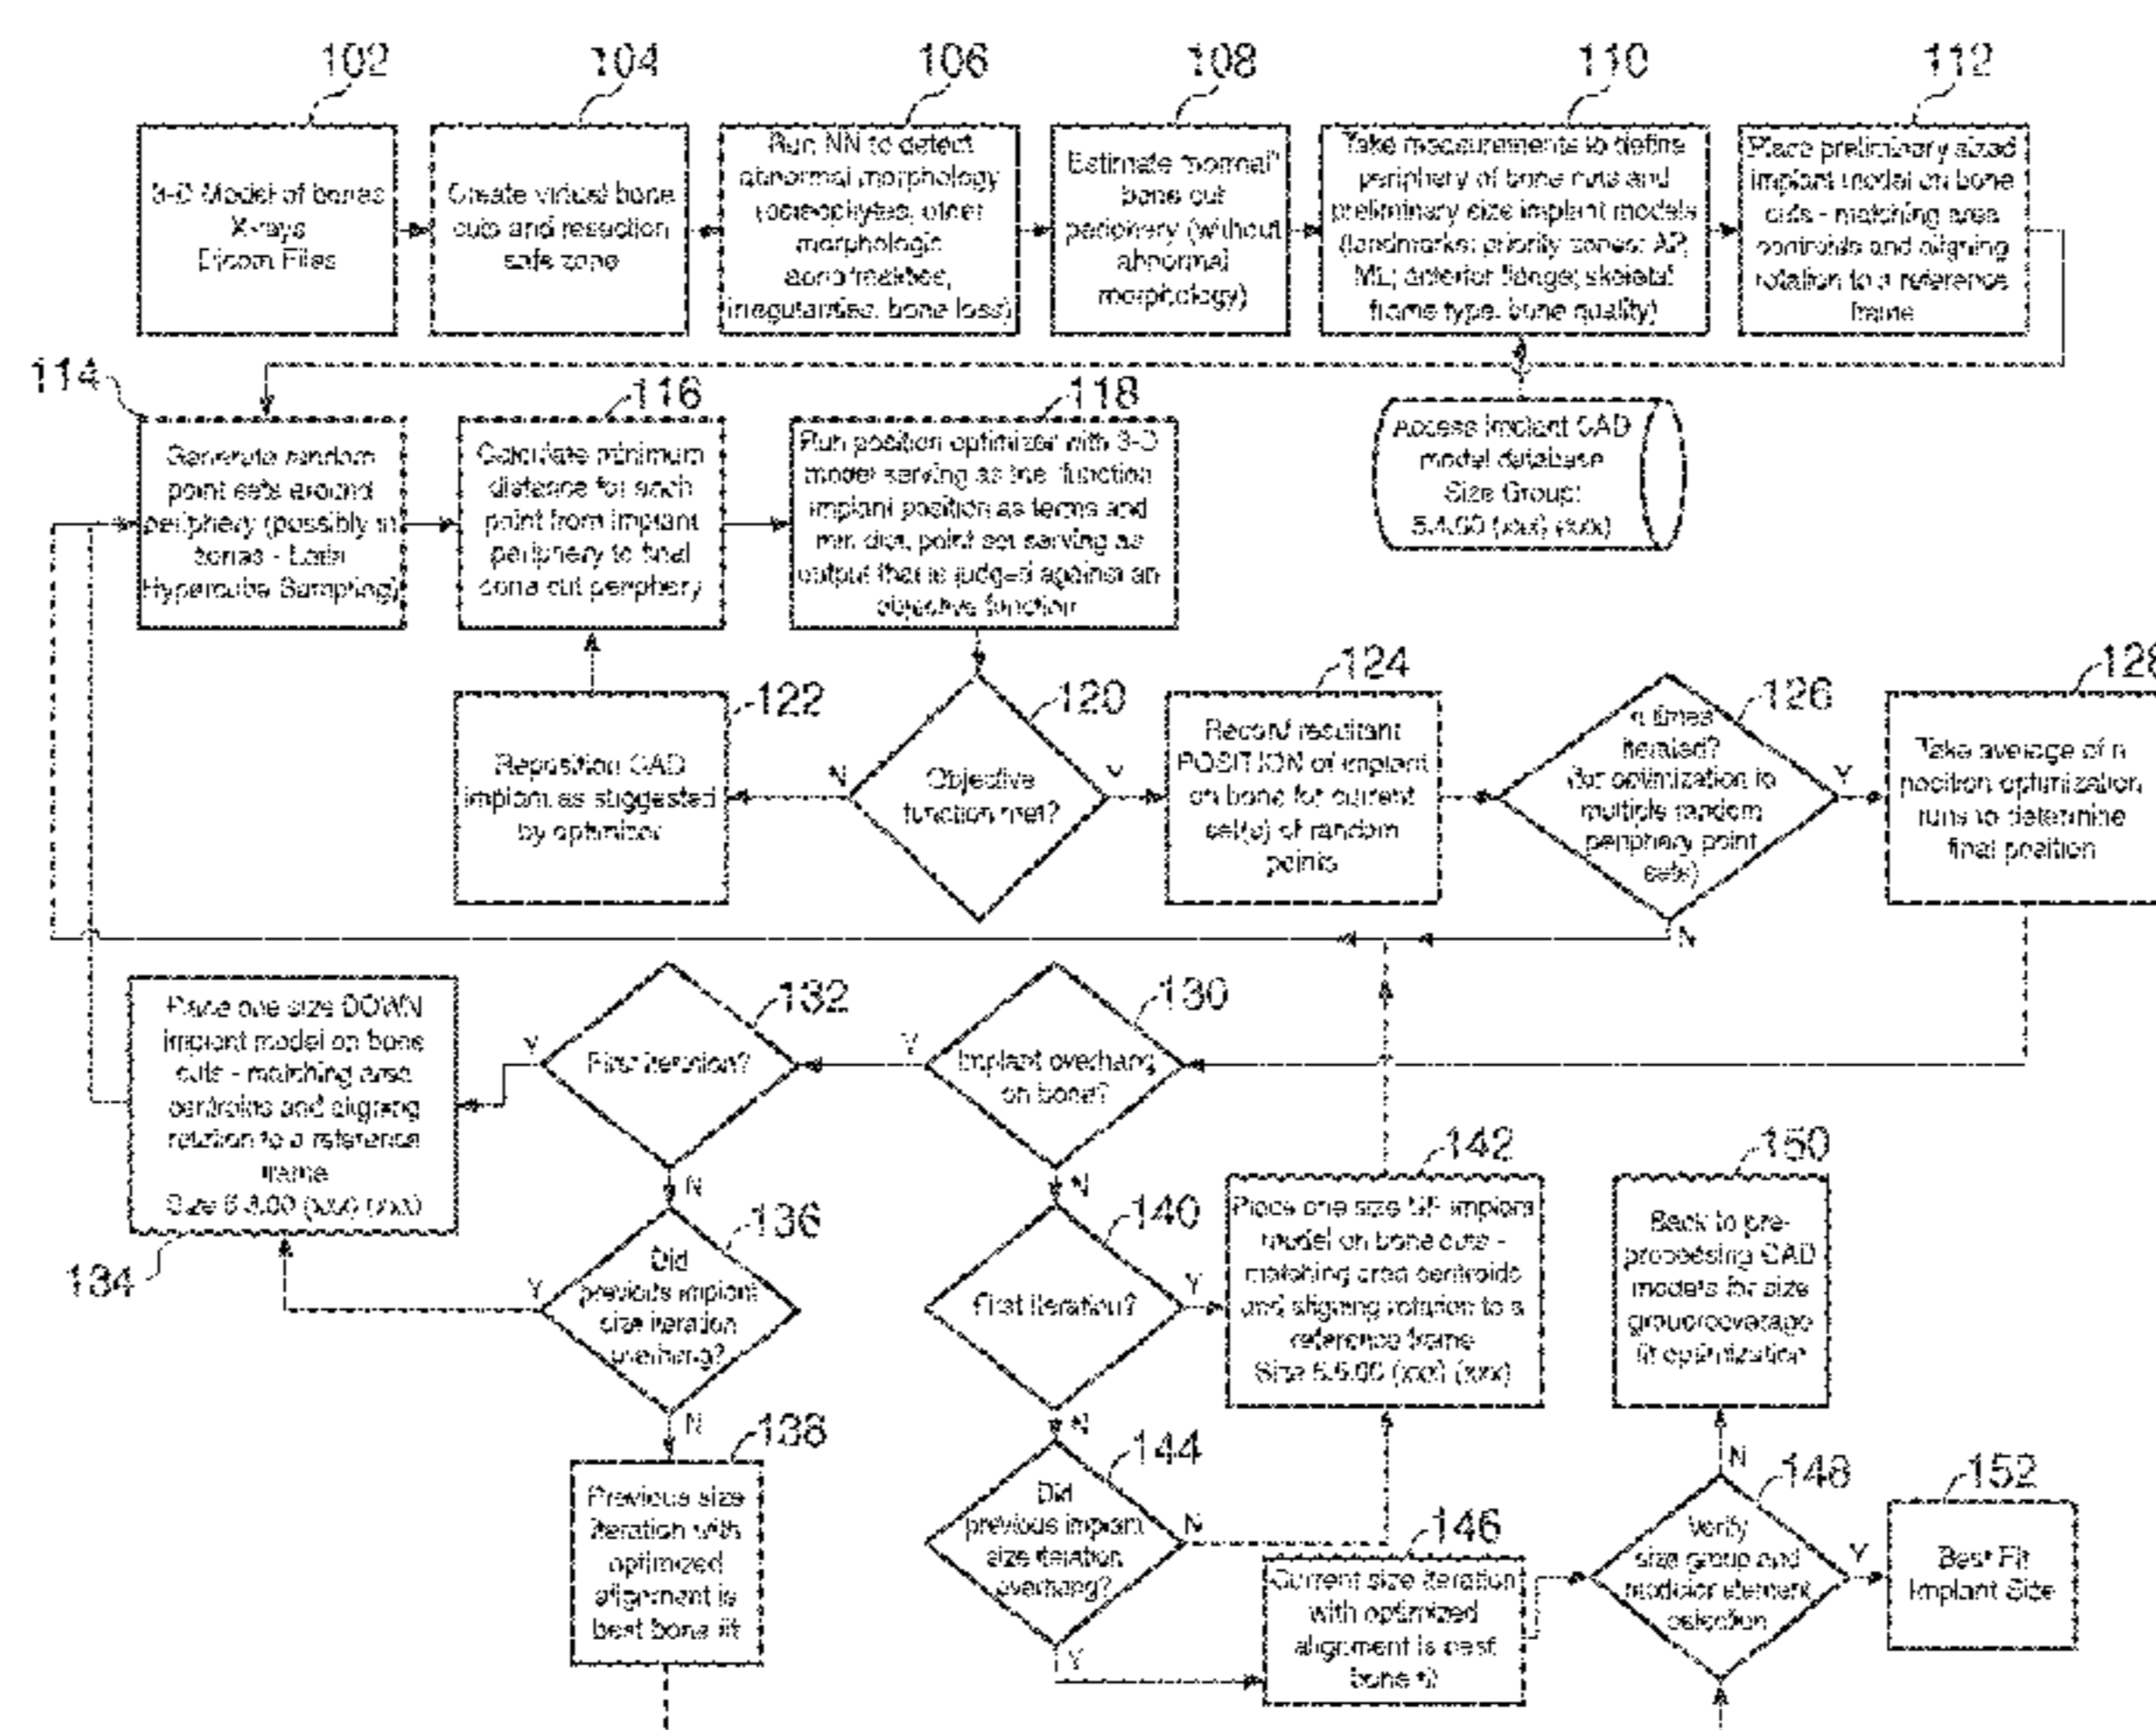 102
104
106
108
110
112
3-D Model of bones
X-rays
Dicom Files
Create virtual bone
cuts and resection
safe zone
Run NN to detect
abnormal morphology
(osteophytes, other
morphologic
abnormalities,
irregularities, bone loss)
Estimate "normal"
bone cut
periphery (without
abnormal
morphology)
Take measurements to define
periphery of bone cuts and
preliminary size implant models
(landmarks; priority zones; AP,
ML; anterior flange; skeletal
frame type, bone quality)
Place preliminary sized
implant model on bone
cuts - matching area
centroids and aligning
rotation to a reference
frame
114
116
118
Generate random
point sets around
periphery (possibly in
zones - Latin
Hypercube Sampling)
Calculate minimum
distance for each
point from implant
periphery to final
bone cut periphery
Run position optimizer with 3-D
model serving as the function
implant position as terms and
min dist. point set serving as
output that is judged against an
objective function
Access Implant CAD
model database
Size Group:
122
120
124
126
128
Reposition CAD
implant as suggested
by optimizer
N
Objective
function met?
Y
Record resultant
POSITION of implant
on bone for current
set(s) of random
points
n times
iterated?
(for optimization to
multiple random
periphery point
sets)
Y
N
Take average of n
position optimization
runs to determine
final position
134
Place one size DOWN
implant model on bone
cuts - matching area
centroids and aligning
rotation to a reference
frame
132
Y
First iteration?
N
130
Y
Implant overhang
on bone?
N
136
Y
Did
previous implant
size iteration
overhang?
N
140
First iteration?
Y
N
142
Place one size UP implant
model on bone cuts -
matching area centroids
and aligning rotation to a
reference frame
150
Back to pre-
processing CAD
models for size
group/coverage
fit optimization
138
Previous size
iteration with
optimized
alignment is
best bone fit
144
Did
previous implant
size iteration
overhang?
N
Y
146
Current size iteration
with optimized
alignment is best
bone fit
148
N
Verify
size group and
modular element
selection
Y
152
Best Fit
Implant Size